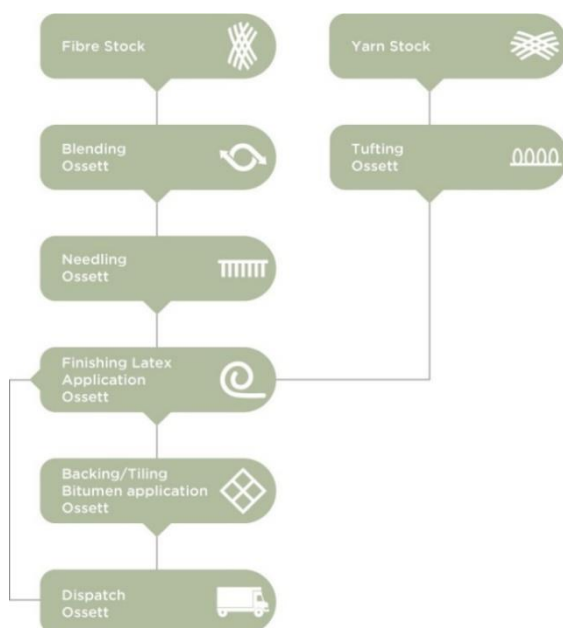 Fibre Stock
Yarn Stock
Blending
Ossett
Tufting
Ossett
Needling
Ossett
Finishing Latex
Application
Ossett
Backing/Tiling
Bitumen application
Ossett
Dispatch
Ossett